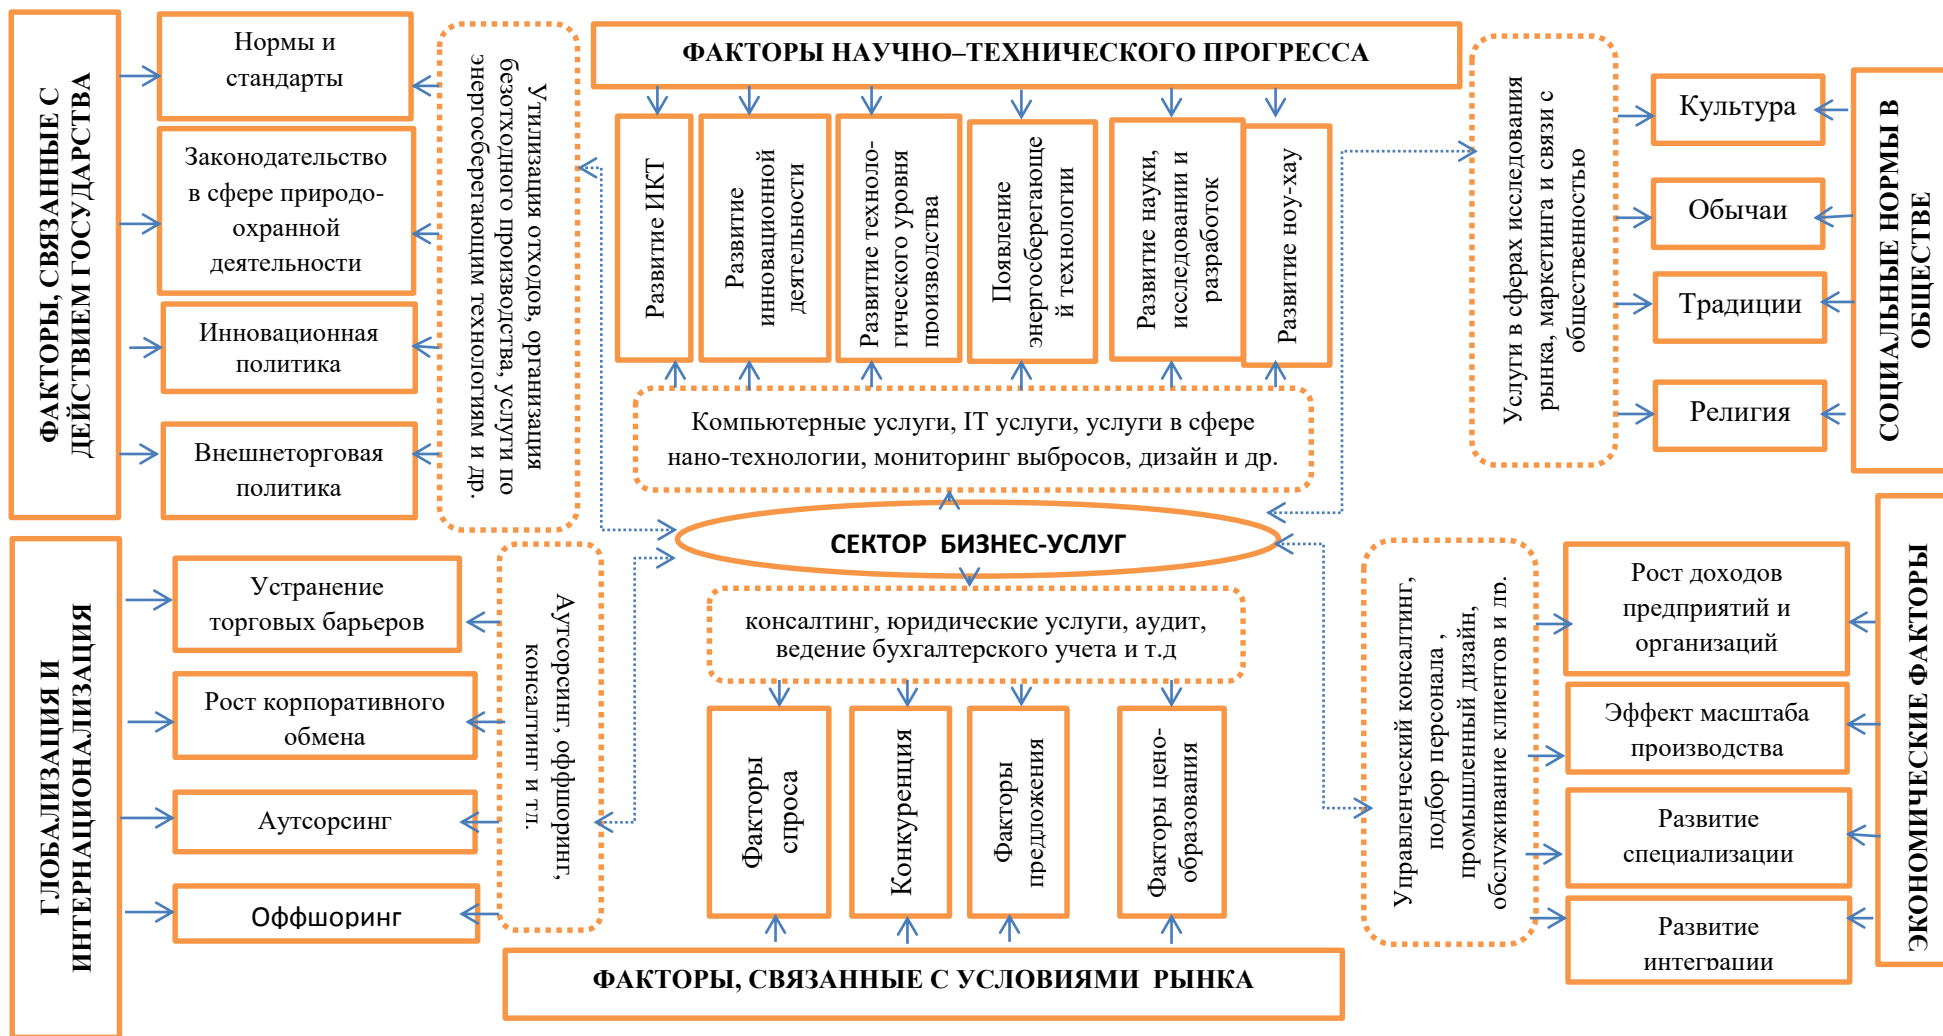 ФАКТОРЫ, СВЯЗАННЫЕ С
ДЕЙСТВИЕМ ГОСУДАРСТВА
Нормы и
стандарты
Законодательство
в сфере природо-
охранной
деятельности
Инновационная
политика
Внешнеторговая
политика
Утилизация отходов, организация
безотходного производства, услуги по
энергосберегающим технологиям и др.
ФАКТОРЫ НАУЧНО–ТЕХНИЧЕСКОГО ПРОГРЕССА
Развитие ИКТ
Развитие
инновационной
деятельности
Развитие техноло-
гического уровня
производства
Появление
энергосберегающе
й технологии
Развитие науки,
исследовании и
разработок
Развитие ноу-хау
Компьютерные услуги, IT услуги, услуги в сфере
нано-технологии, мониторинг выбросов, дизайн и др.
Услуги в сферах исследования
рынка, маркетинга и связи с
общественностью
Культура
Обычаи
Традиции
Религия
СОЦИАЛЬНЫЕ НОРМЫ В
ОБЩЕСТВЕ
СЕКТОР БИЗНЕС-УСЛУГ
ГЛОБАЛИЗАЦИЯ И
ИНТЕРНАЦИОНАЛИЗАЦИЯ
Устранение
торговых барьеров
Рост корпоративного
обмена
Аутсорсинг
Оффшоринг
Аутсорсинг, оффшоринг,
консалтинг и тд.
консалтинг, юридические услуги, аудит,
ведение бухгалтерского учета и т.д
Факторы
спроса
Конкуренция
Факторы
предложения
Факторы цено-
образования
ФАКТОРЫ, СВЯЗАННЫЕ С УСЛОВИЯМИ РЫНКА
Управленческий консалтинг,
подбор персонала ,
промышленный дизайн,
обслуживание клиентов и др.
Рост доходов
предприятий и
организаций
Эффект масштаба
производства
Развитие
специализации
Развитие
интеграции
ЭКОНОМИЧЕСКИЕ ФАКТОРЫ